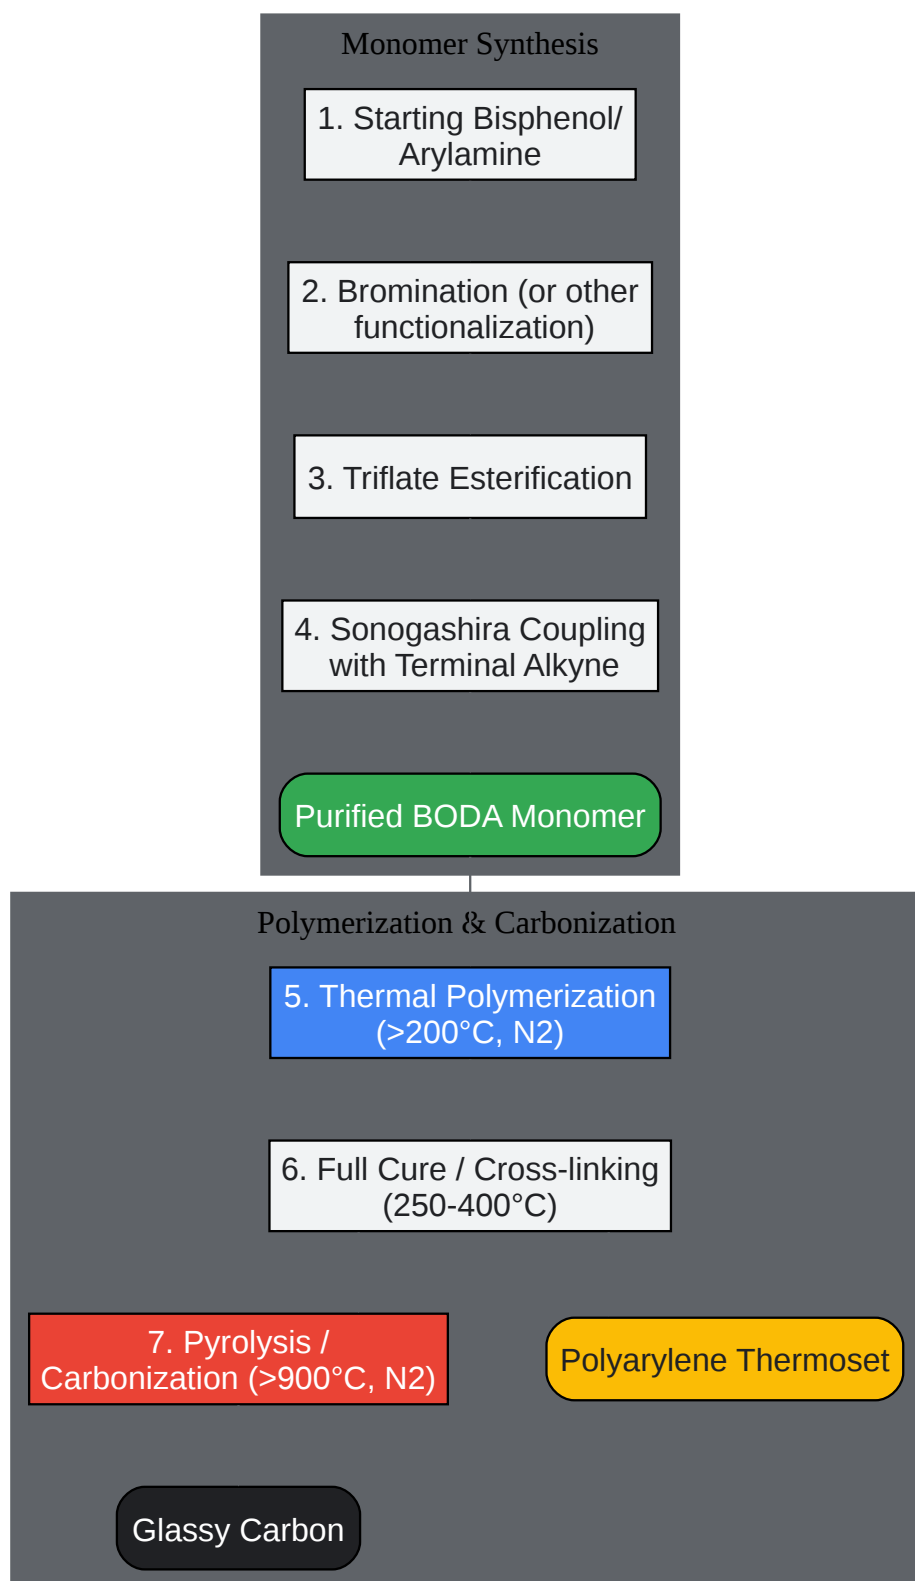 Monomer Synthesis
1. Starting Bisphenol/
Arylamine
2. Bromination (or other
functionalization)
3. Triflate Esterification
4. Sonogashira Coupling
with Terminal Alkyne
Purified BODA Monomer
Polymerization & Carbonization
5. Thermal Polymerization
(>200°C, N2)
6. Full Cure / Cross-linking
(250-400°C)
7. Pyrolysis /
Carbonization (>900°C, N2)
Polyarylene Thermoset
Glassy Carbon